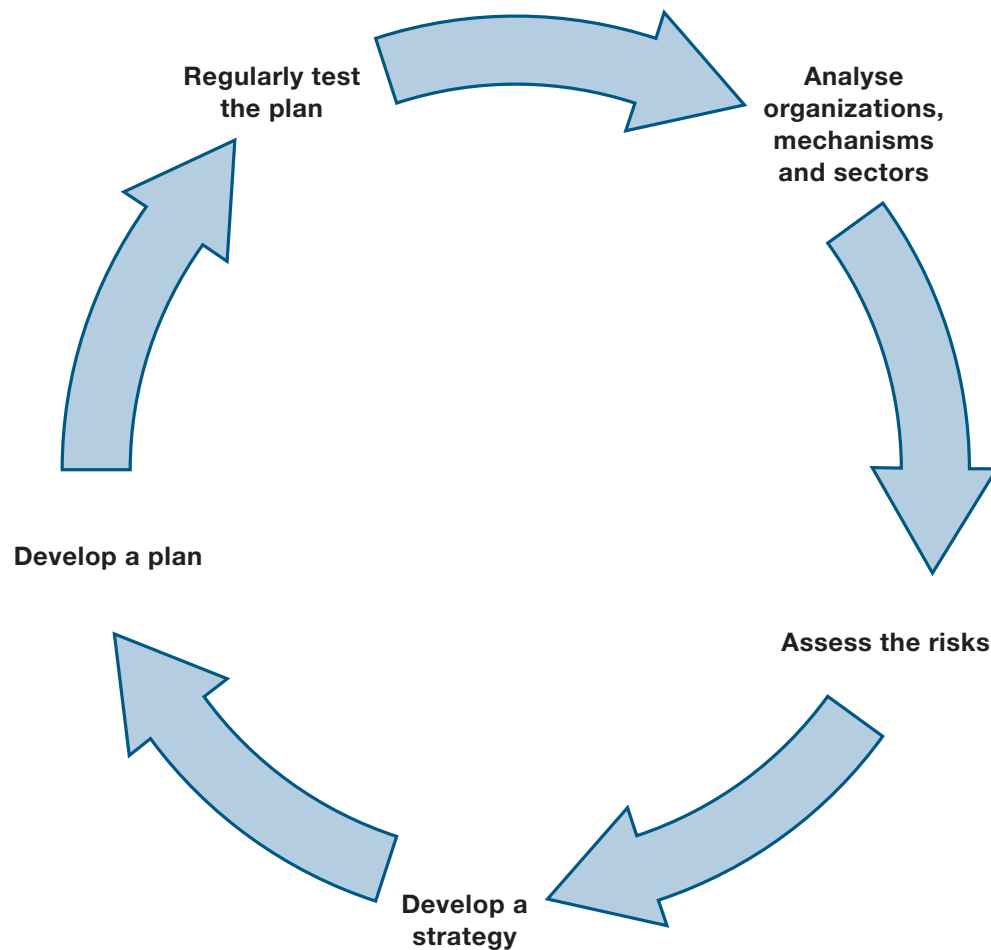 Regularly test
the plan
Analyse
organizations,
mechanisms
and sectors
Assess the risks
Develop a
strategy
Develop a plan